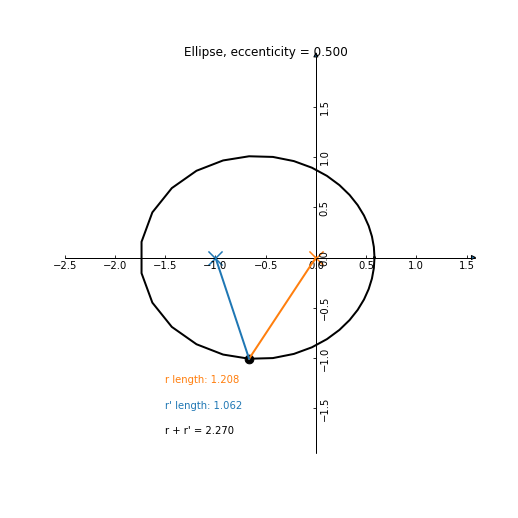 Ellipse, eccentricity = 0.500
1.5
1.0
0.5
0.0
−2.5 −2.0 −1.5 −1.0 −0.5 0.0 0.5 1.0 1.5
−0.5
−1.0
−1.5
r length: 1.208
r' length: 1.062
r + r' = 2.270